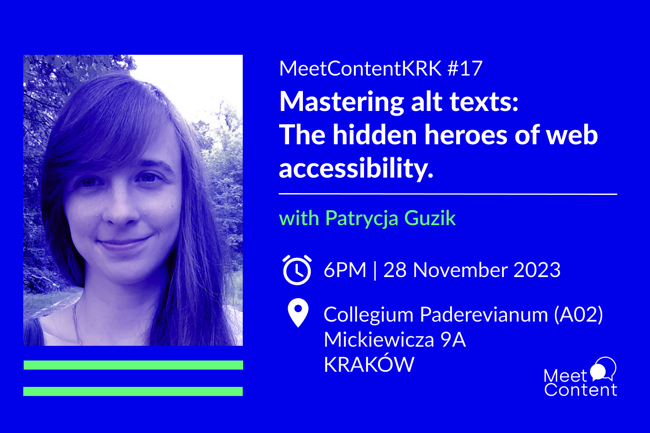 MeetContentKRK #17
Mastering alt texts:
The hidden heroes of web
accessibility.
with Patrycja Guzik
6PM | 28 November 2023
Collegium Paderevianum (A02)
Mickiewicza 9A
KRAKÓW
Meet
Content